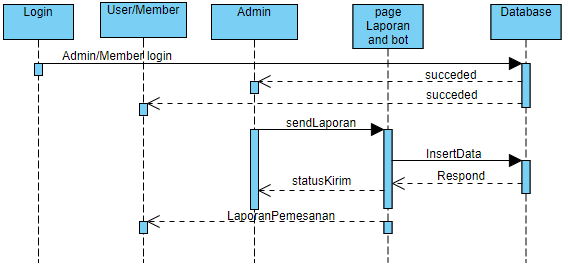 Login
User/Member
Admin
page
Laporan
and bot
Database
Admin/Member login
succeded
succeded
sendLaporan
InsertData
Respond
statusKirim
LaporanPemesanan